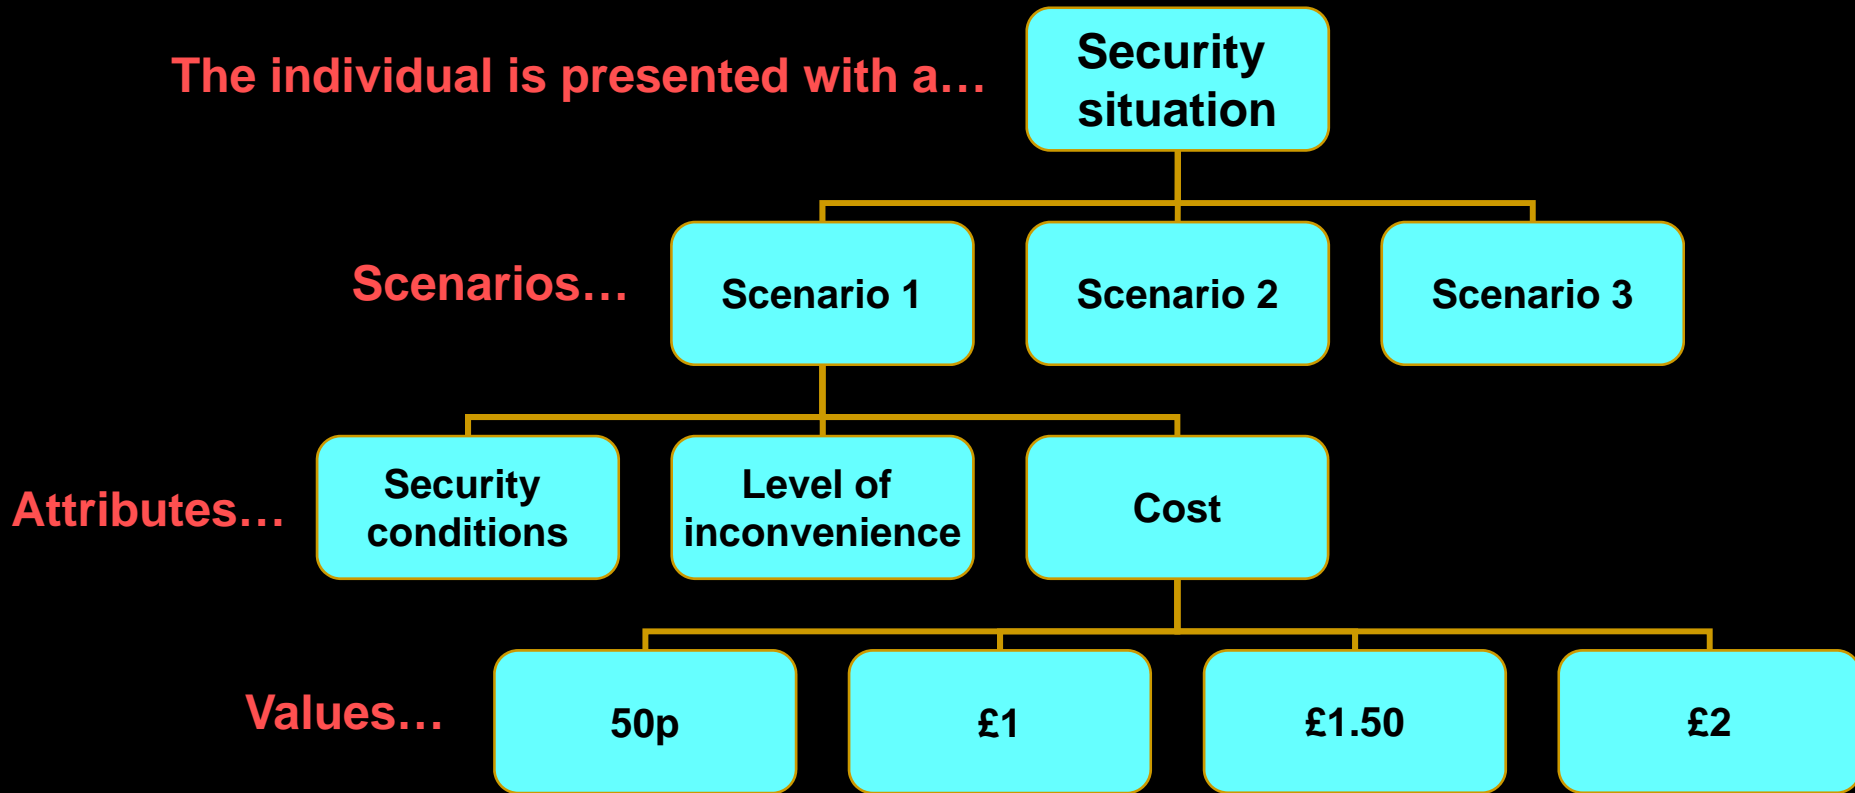 The individual is presented with a…
Security
situation
Scenarios…
Scenario 1
Scenario 2
Scenario 3
Attributes…
Security
conditions
Level of
inconvenience
Cost
Values…
50p
£1
£1.50
£2